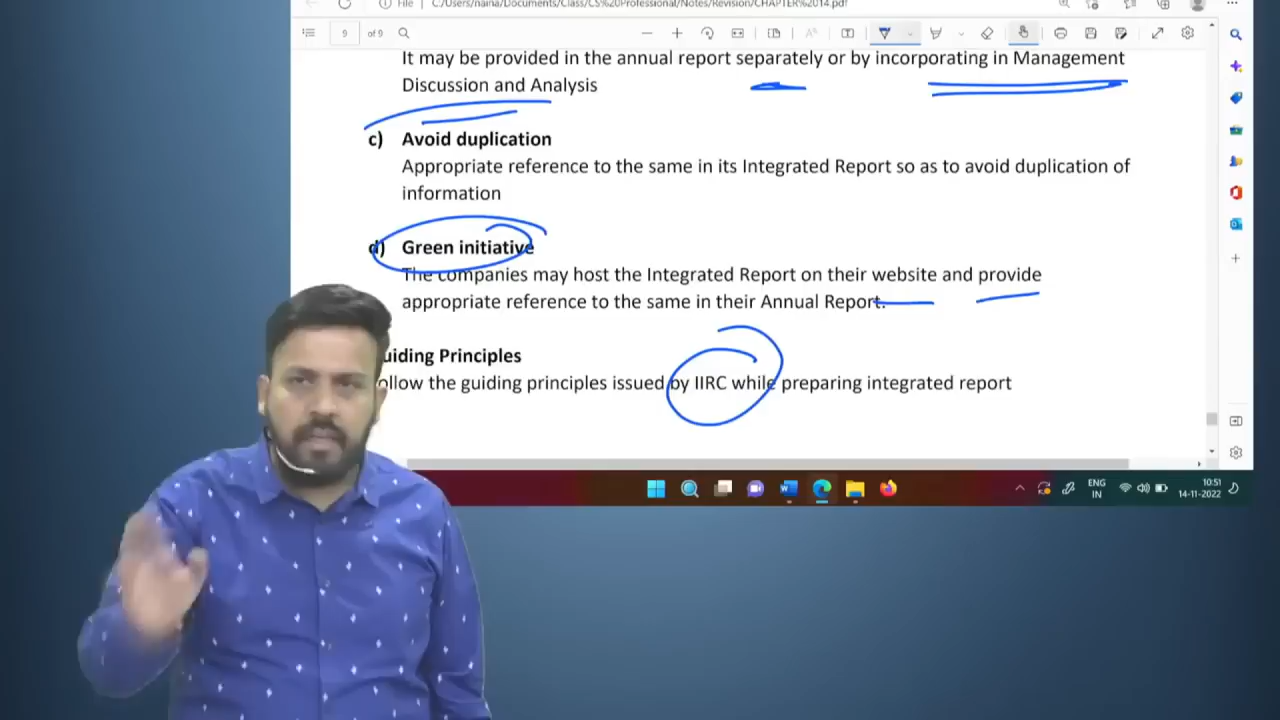 File
C:/Users/naina/Documents/Class/CS%20Professional/Notes/Revision/CHAPTER%2014.pdf
9 of 9
It may be provided in the annual report separately or by incorporating in Management
Discussion and Analysis
c) Avoid duplication
Appropriate reference to the same in its Integrated Report so as to avoid duplication of
information
d) Green initiative
The companies may host the Integrated Report on their website and provide
appropriate reference to the same in their Annual Report.
uiding Principles
ollow the guiding principles issued by IIRC while preparing integrated report
ENG
IN
10:51
14-11-2022